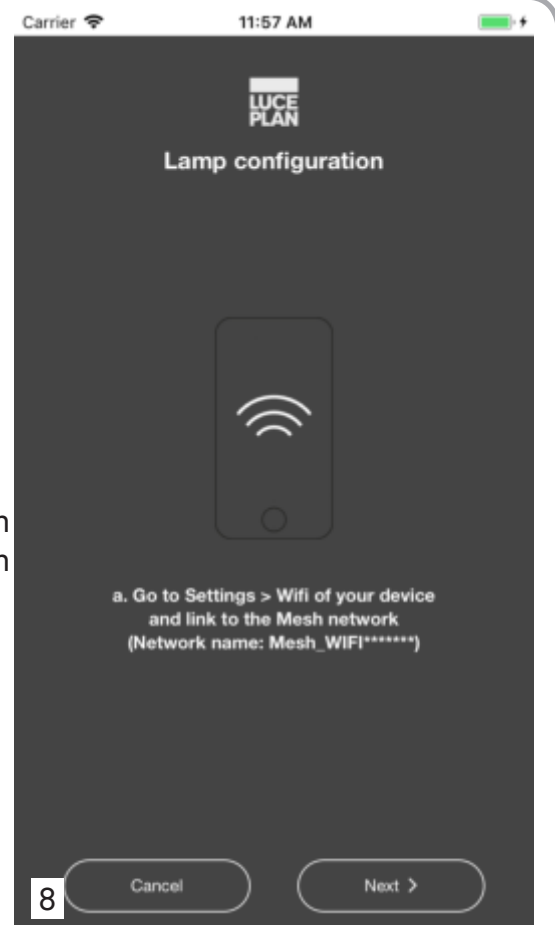 Carrier 11:57 AM
LUCE
PLAN
Lamp configuration
n
n
a. Go to Settings > Wifi of your device
and link to the Mesh network
(Network name: Mesh_WIFI*******)
8
Cancel Next >